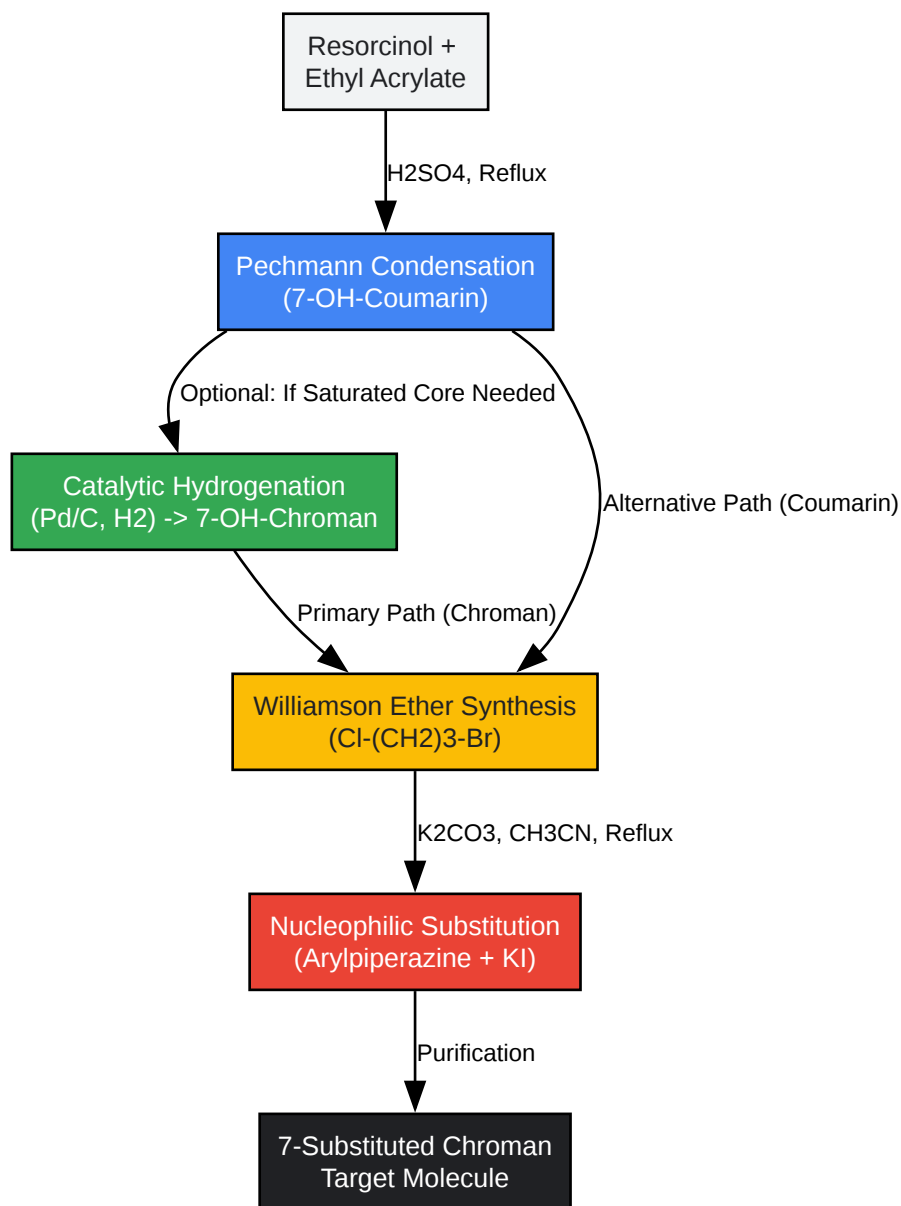 Resorcinol +
Ethyl Acrylate
H2SO4, Reflux
Pechmann Condensation
(7-OH-Coumarin)
Optional: If Saturated Core Needed
Catalytic Hydrogenation
(Pd/C, H2) -> 7-OH-Chroman
Alternative Path (Coumarin)
Primary Path (Chroman)
Williamson Ether Synthesis
(Cl-(CH2)3-Br)
K2CO3, CH3CN, Reflux
Nucleophilic Substitution
(Arylpiperazine + KI)
Purification
7-Substituted Chroman
Target Molecule